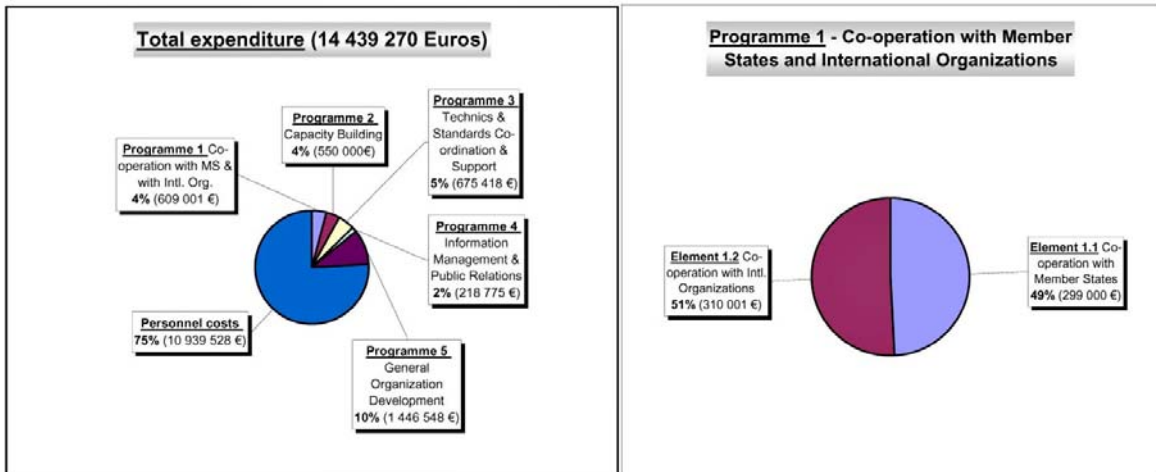 Total expenditure (14 439 270 Euros)
Programme 1 Co-
operation with MS &
with Intl. Org.
4% (609 001 €)
Programme 2
Capacity Building
4% (550 000€)
Programme 3
Technics &
Standards Co-
ordination &
Support
5% (675 418 €)
Programme 4
Information
Management &
Public Relations
2% (218 775 €)
Personnel costs
75% (10 939 528 €)
Programme 5
General
Organization
Development
10% (1 446 548 €)
Programme 1 - Co-operation with Member
States and International Organizations
Element 1.2 Co-
operation with Intl.
Organizations
51% (310 001 €)
Element 1.1 Co-
operation with
Member States
49% (299 000 €)